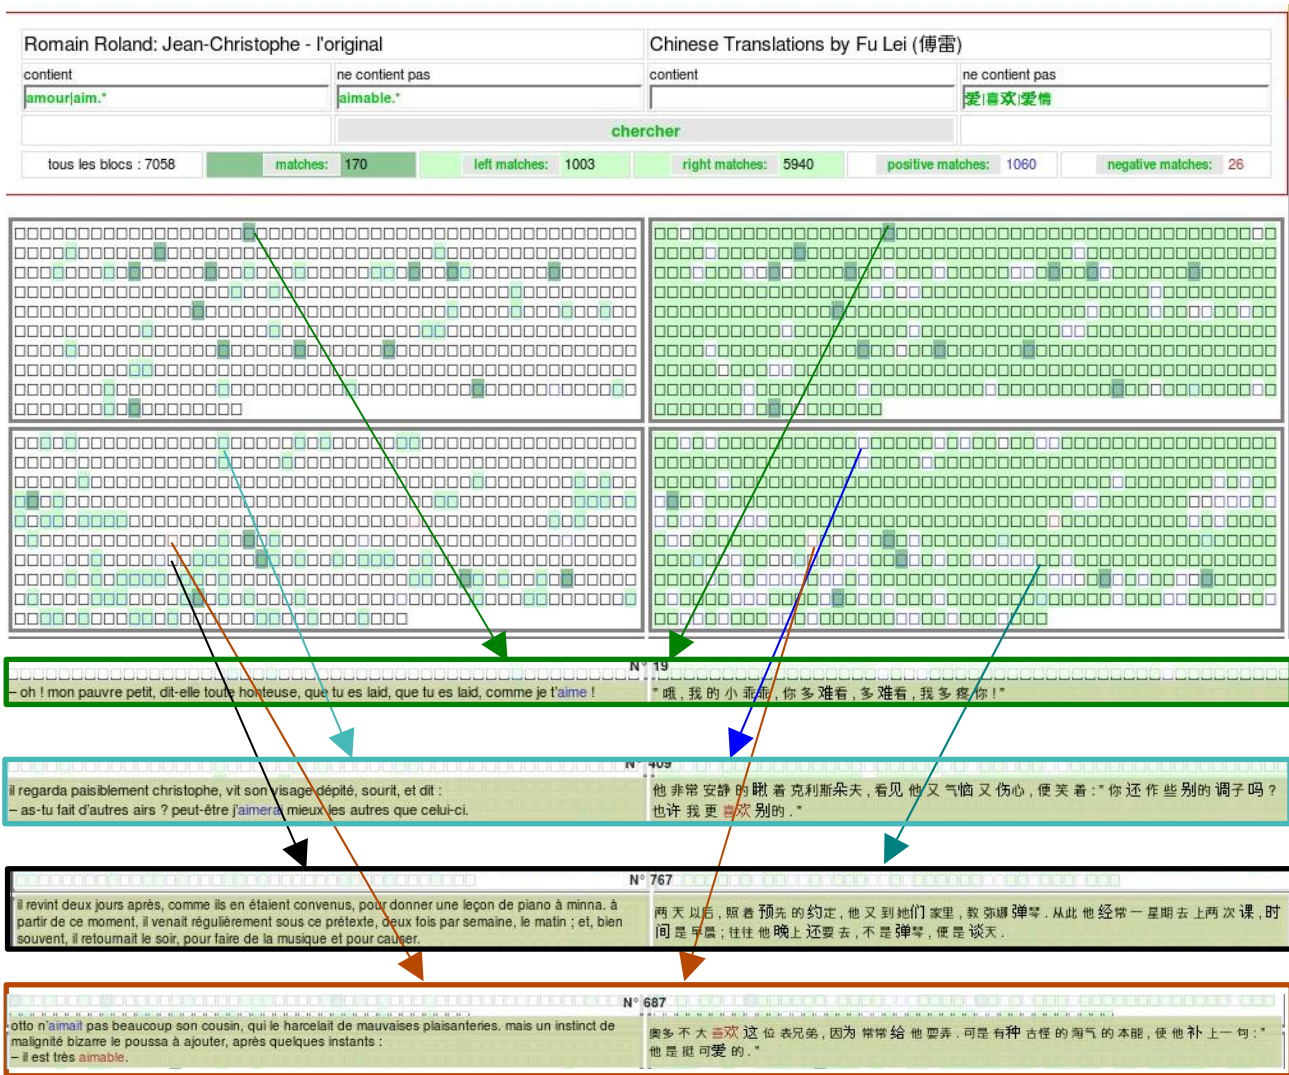 Romain Roland: Jean-Christophe - l'original
Chinese Translations by Fu Lei (傅雷)
contient
ne contient pas
contient
ne contient pas
amour|aim.*
aimable.*
爱|喜欢|爱情
chercher
tous les blocs : 7058
matches: 170
left matches: 1003
right matches: 5940
positive matches: 1060
negative matches: 26
N° 19
– oh ! mon pauvre petit, dit-elle toute honteuse, que tu es laid, que tu es laid, comme je t'aime !
" 哦 , 我 的 小 乖乖 , 你 多 难看 , 多 难看 , 我 多 疼 你 ! "
N° 409
il regarda paisiblement christophe, vit son visage dépité, sourit, et dit :
– as-tu fait d'autres airs ? peut-être j'aimerai mieux les autres que celui-ci.
他 非常 安静 的 瞅 着 克利斯朵夫 , 看见 他 又 气恼 又 伤心 , 便 笑 着 : " 你 还 作 些 别的 调子 吗 ?
也许 我 更 喜欢 别的 . "
N° 767
il revint deux jours après, comme ils en étaient convenus, pour donner une leçon de piano à minna. à
partir de ce moment, il venait régulièrement sous ce prétexte, deux fois par semaine, le matin ; et, bien
souvent, il retournait le soir, pour faire de la musique et pour causer.
两 天 以后 , 照 着 预先 的 约定 , 他 又 到 她们 家里 , 教 弥娜 弹琴 . 从此 他 经常 一 星期 去 上 两 次 课 , 时
间 是 早晨 ; 往往 他 晚上 还要 去 , 不 是 弹琴 , 便 是 谈天 .
N° 687
otto n'aimait pas beaucoup son cousin, qui le harcelait de mauvaises plaisanteries. mais un instinct de
malignité bizarre le poussa à ajouter, après quelques instants :
– il est très aimable.
奥多 不 大 喜欢 这 位 表兄弟 , 因为 常常 给 他 耍弄 . 可是 有种 古怪 的 淘气 的 本能 , 使 他 补 上 一 句 : "
他 是 挺 可爱 的 . "